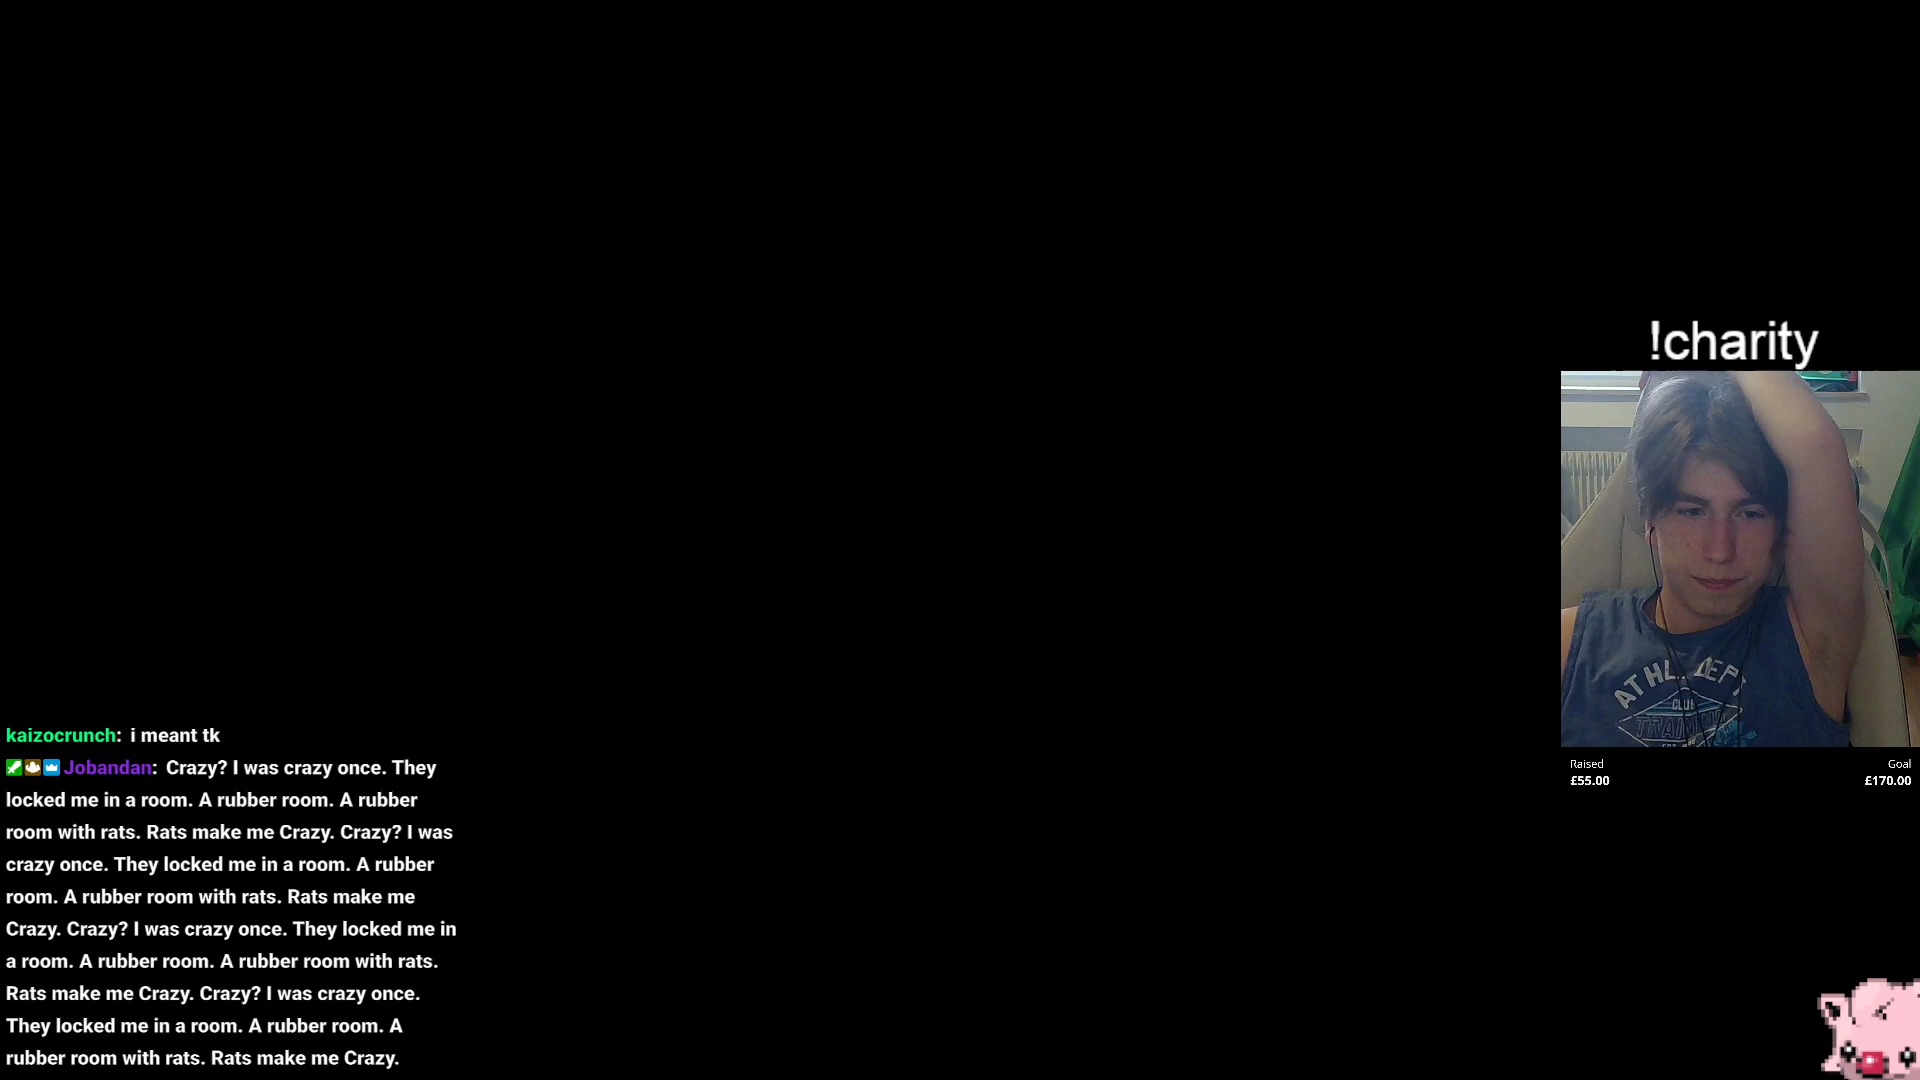 !charity
ATHL. DEPT
CLUB
TRAINING
Raised
Goal
£55.00
£170.00
kaizocrunch: i meant tk
Jobandan: Crazy? I was crazy once. They
locked me in a room. A rubber room. A rubber
room with rats. Rats make me Crazy. Crazy? I was
crazy once. They locked me in a room. A rubber
room. A rubber room with rats. Rats make me
Crazy. Crazy? I was crazy once. They locked me in
a room. A rubber room. A rubber room with rats.
Rats make me Crazy. Crazy? I was crazy once.
They locked me in a room. A rubber room. A
rubber room with rats. Rats make me Crazy.